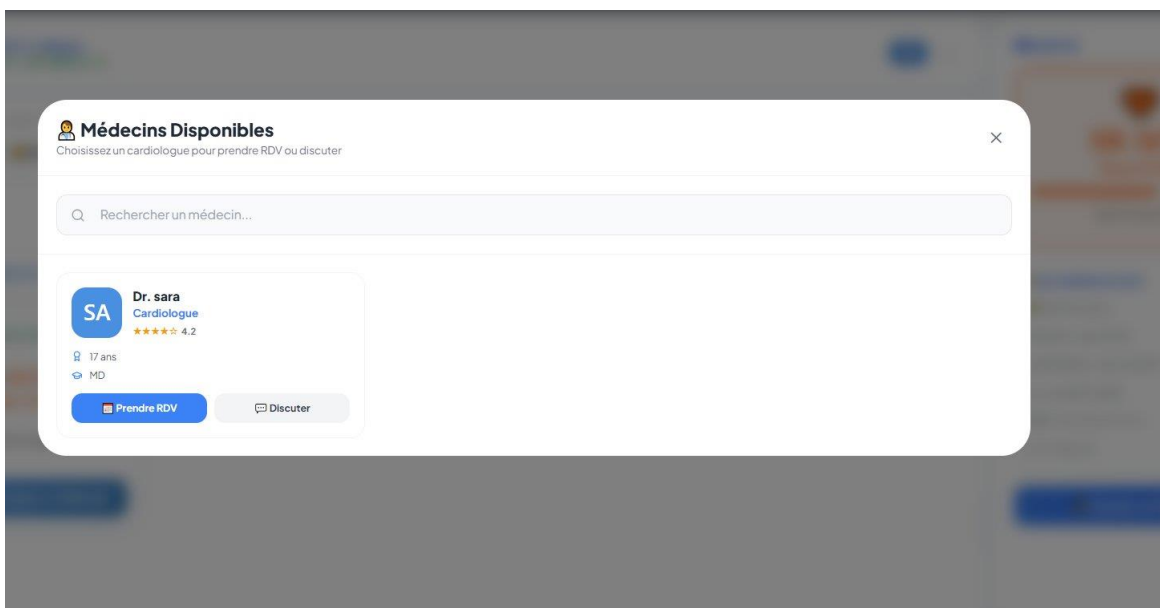 Médecins Disponibles
Choisissez un cardiologue pour prendre RDV ou discuter
Rechercher un médecin...
SA
Dr. sara
Cardiologue
★★★★☆ 4.2
17 ans
MD
Prendre RDV
Discuter